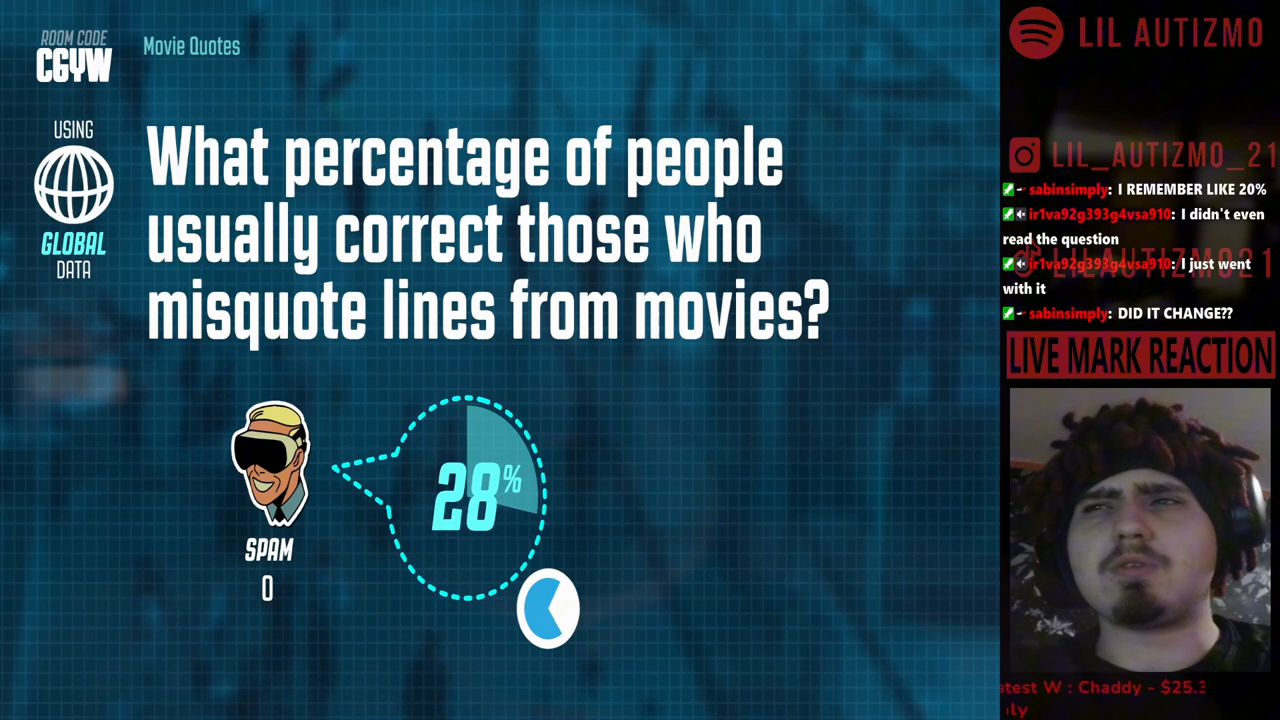 ROOM CODE
CGYW
Movie Quotes
USING
GLOBAL
DATA
What percentage of people
usually correct those who
misquote lines from movies?
28%
SPAM
0
LIL AUTIZMO
LIL_AUTIZMO_21
sabinsimply: I REMEMBER LIKE 20%
ir1va92g393g4vsa910: I didn't even
read the question
LILAUTIZMO21
ir1va92g393g4vsa910: I just went
with it
sabinsimply: DID IT CHANGE??
LIVE MARK REACTION
atest W : Chaddy - $25.3
ly